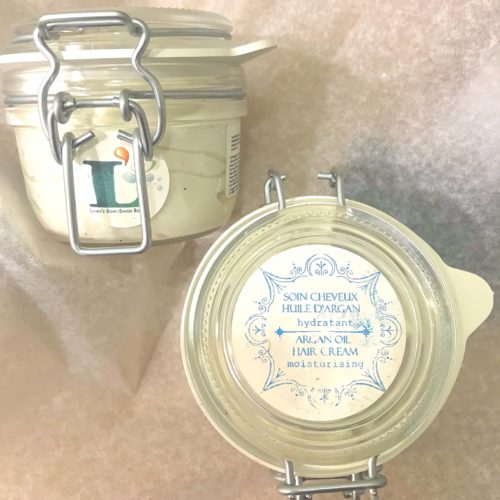 L
SOIN CHEVEUX
HUILE D'ARGAN
hydratant
ARGAN OIL
HAIR CREAM
moisturising